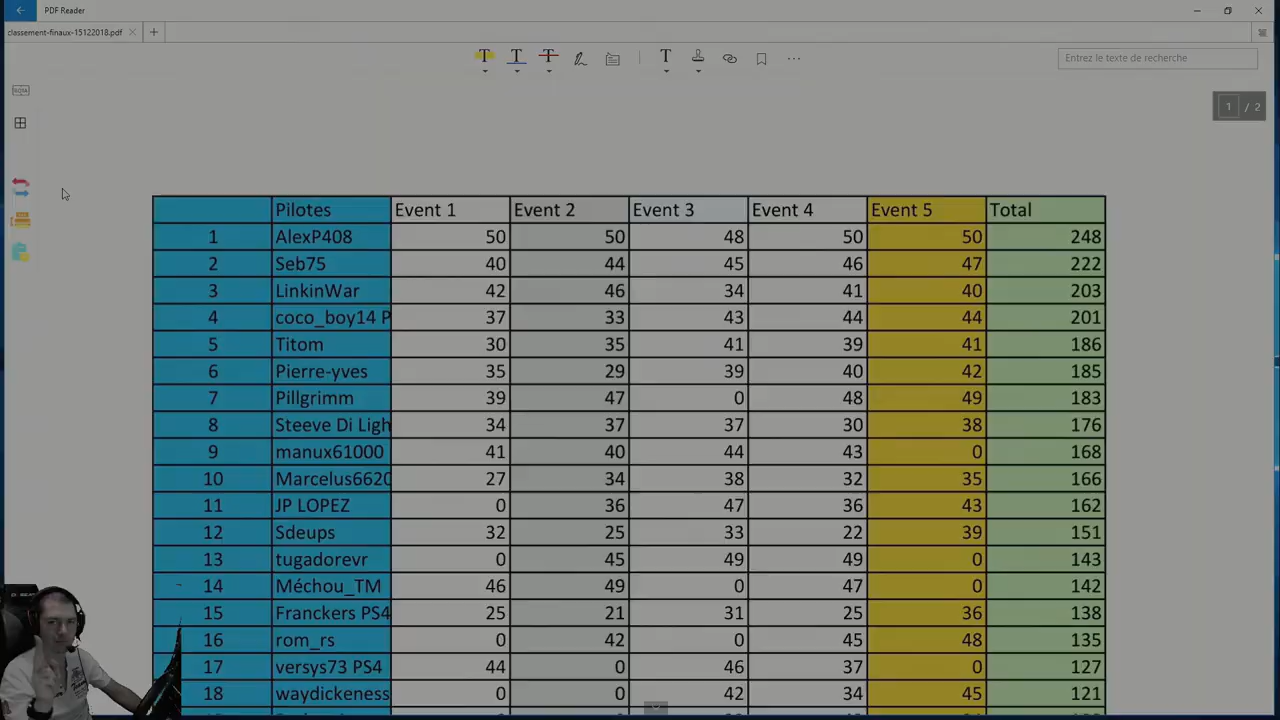 PDF Reader
classement-finaux-15122018.pdf
Entrez le texte de recherche
1 / 2
Pilotes Event 1 Event 2 Event 3 Event 4 Event 5 Total
1 AlexP408 50 50 48 50 50 248
2 Seb75 40 44 45 46 47 222
3 LinkinWar 42 46 34 41 40 203
4 coco_boy14 P 37 33 43 44 44 201
5 Titom 30 35 41 39 41 186
6 Pierre-yves 35 29 39 40 42 185
7 Pillgrimm 39 47 0 48 49 183
8 Steeve Di Ligh 34 37 37 30 38 176
9 manux61000 41 40 44 43 0 168
10 Marcelus6620 27 34 38 32 35 166
11 JP LOPEZ 0 36 47 36 43 162
12 Sdeups 32 25 33 22 39 151
13 tugadorevr 0 45 49 49 0 143
14 Méchou_TM 46 49 0 47 0 142
15 Franckers PS4 25 21 31 25 36 138
16 rom_rs 0 42 0 45 48 135
17 versys73 PS4 44 0 46 37 0 127
18 waydickeness 0 0 42 34 45 121